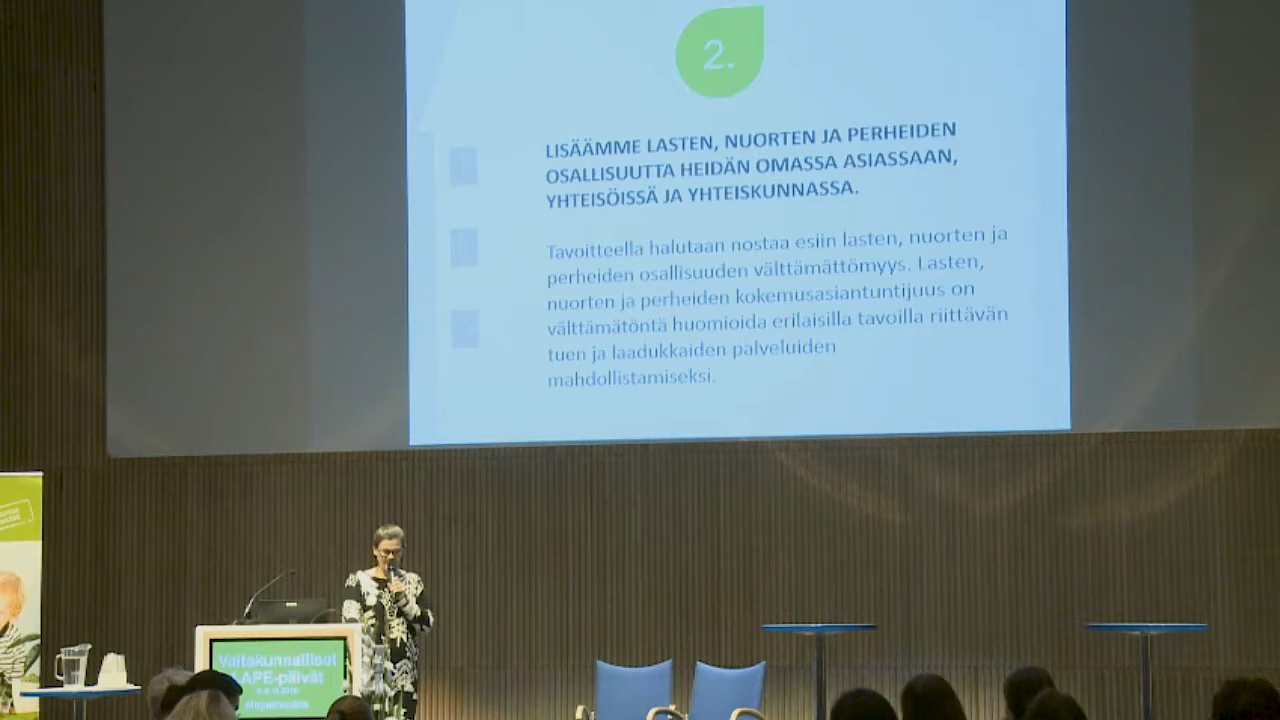 2.
LISÄÄMME LASTEN, NUORTEN JA PERHEIDEN
OSALLISUUTTA HEIDÄN OMASSA ASIASSAAN,
YHTEISÖISSÄ JA YHTEISKUNNASSA.
Tavoitteella halutaan nostaa esiin lasten, nuorten ja
perheiden osallisuuden välttämättömyys. Lasten,
nuorten ja perheiden kokemusasiantuntijuus on
välttämätöntä huomioida erilaisilla tavoilla riittävän
tuen ja laadukkaiden palveluiden
mahdollistamiseksi.
Valtakunnalliset
LAPE-päivät